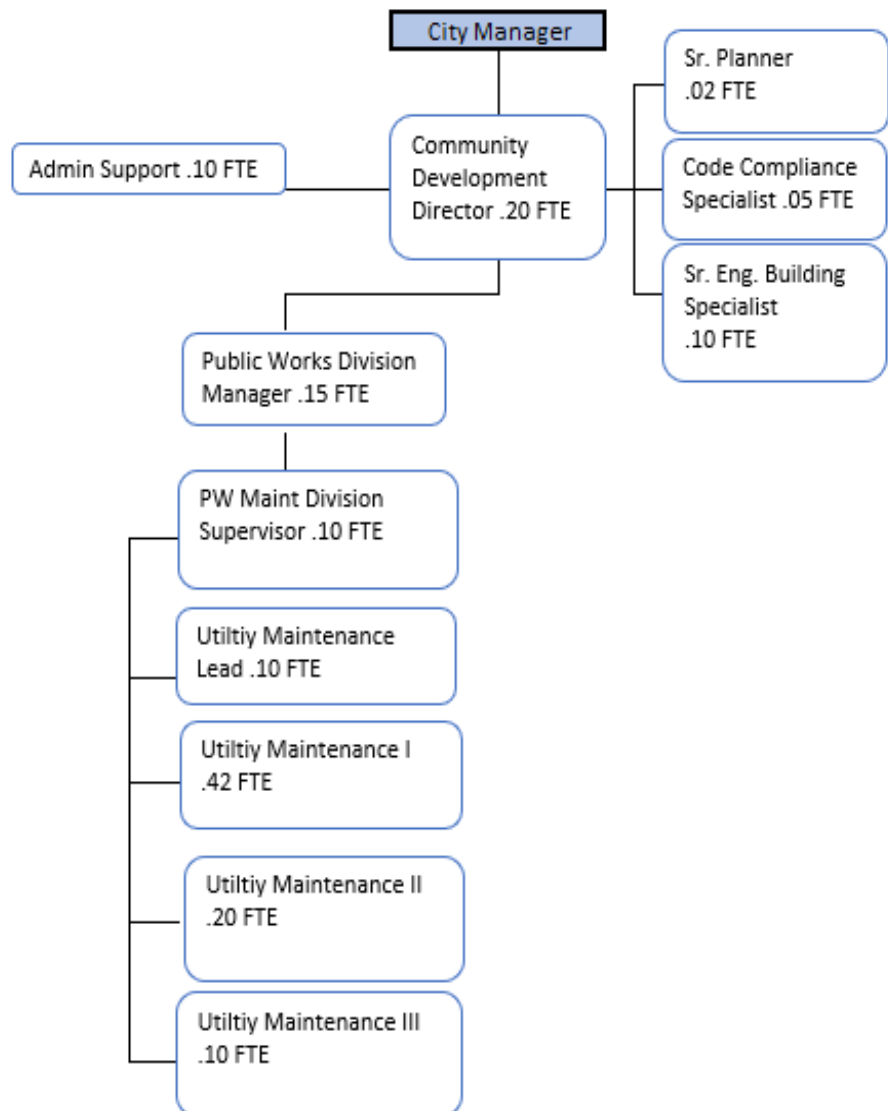 City Manager
Sr. Planner
.02 FTE
Community
Development
Director .20 FTE
Admin Support .10 FTE
Code Compliance
Specialist .05 FTE
Sr. Eng. Building
Specialist
.10 FTE
Public Works Division
Manager .15 FTE
PW Maint Division
Supervisor .10 FTE
Utiltiy Maintenance
Lead .10 FTE
Utiltiy Maintenance I
.42 FTE
Utiltiy Maintenance II
.20 FTE
Utiltiy Maintenance III
.10 FTE